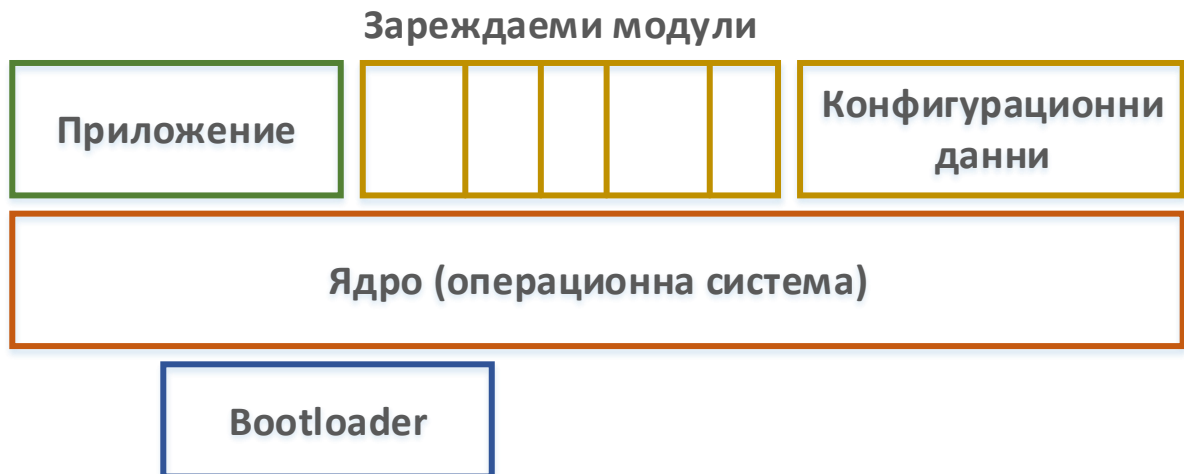 Зареждаеми модули
Приложение
Конфигурационни
данни
Ядро (операционна система)
Bootloader